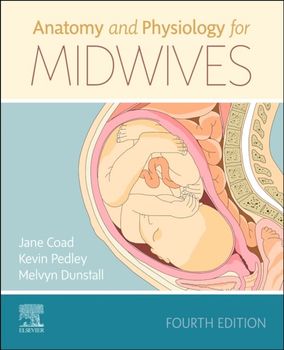 Anatomy and Physiology for
MIDWIVES
Jane Coad
Kevin Pedley
Melvyn Dunstall
ELSEVIER
FOURTH EDITION